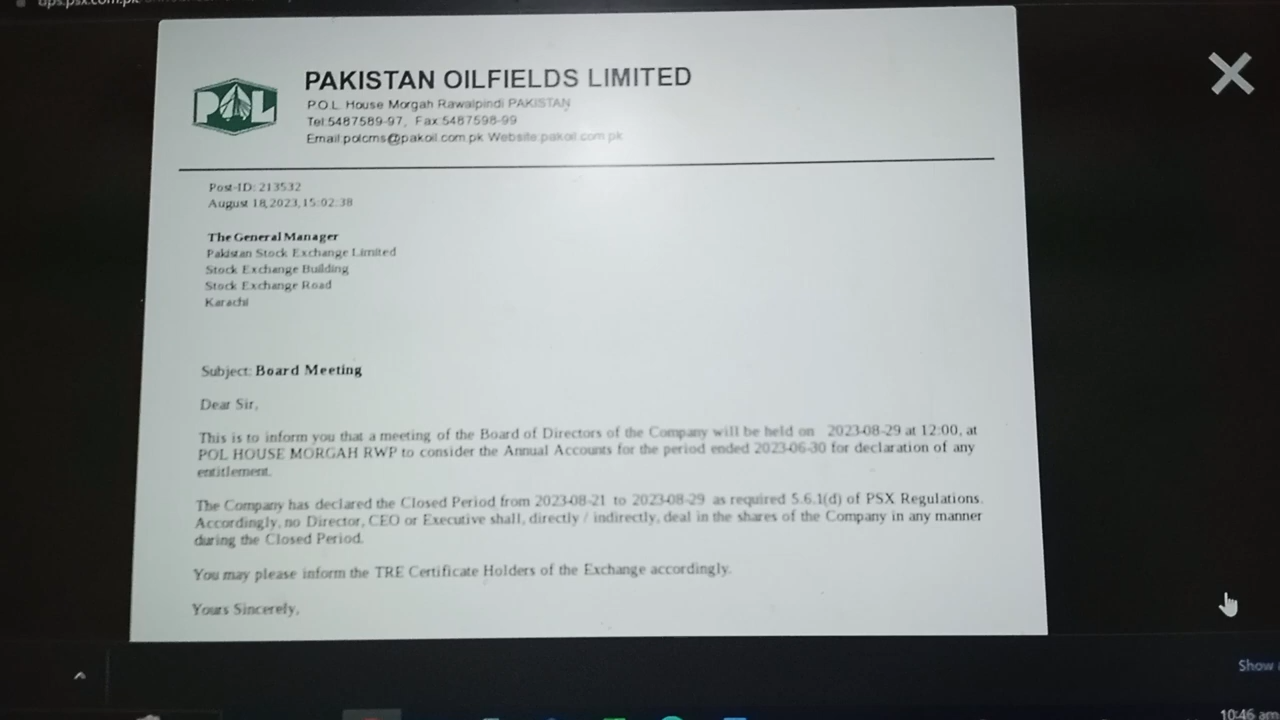 POL
PAKISTAN OILFIELDS LIMITED
P.O.L. House Morgah Rawalpindi PAKISTAN
Tel:5487589-97, Fax:5487598-99
Email:polcms@pakoil.com.pk Website:pakoil.com.pk
Post-ID: 213532
August 18,2023,15:02:38
The General Manager
Pakistan Stock Exchange Limited
Stock Exchange Building
Stock Exchange Road
Karachi
Subject: Board Meeting
Dear Sir,
This is to inform you that a meeting of the Board of Directors of the Company will be held on 2023-08-29 at 12:00, at
POL HOUSE MORGAH RWP to consider the Annual Accounts for the period ended 2023-06-30 for declaration of any
entitlement.
The Company has declared the Closed Period from 2023-08-21 to 2023-08-29 as required 5.6.1(d) of PSX Regulations.
Accordingly, no Director, CEO or Executive shall, directly / indirectly, deal in the shares of the Company in any manner
during the Closed Period.
You may please inform the TRE Certificate Holders of the Exchange accordingly.
Yours Sincerely,
Show
10:46 am